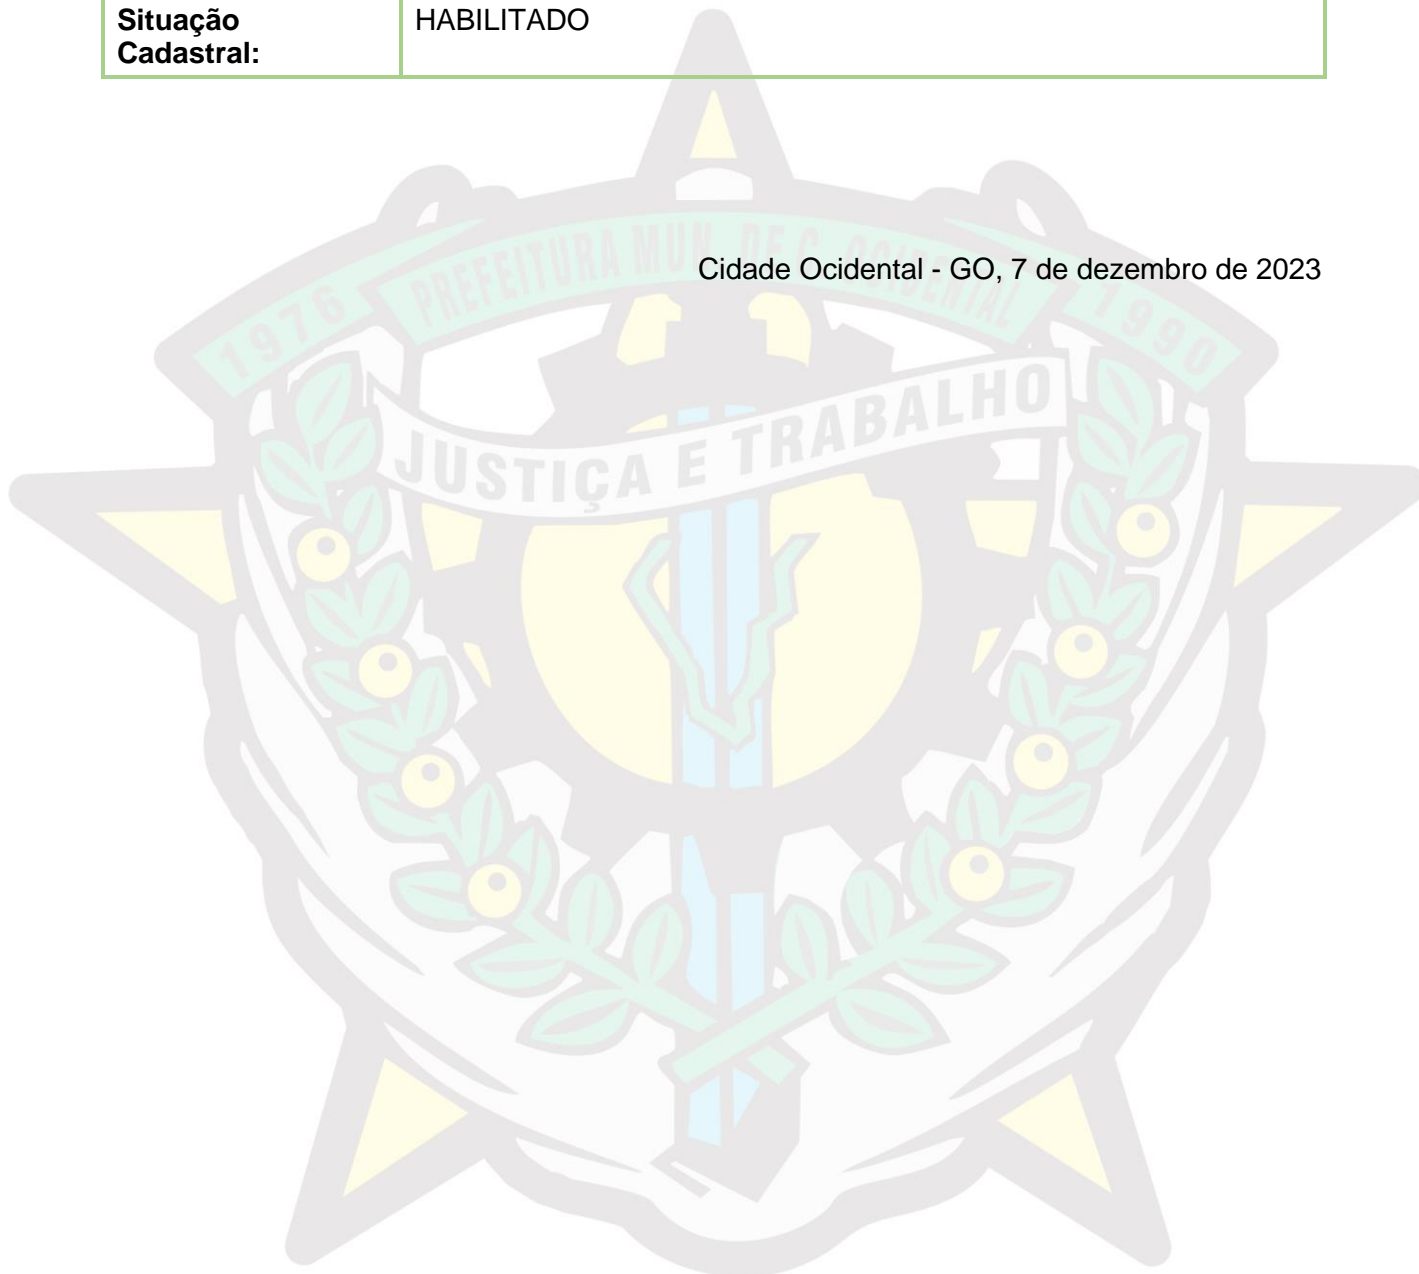 Situação HABILITADO
Cadastral:
Cidade Ocidental - GO, 7 de dezembro de 2023
PREFEITURA MUN. DE C. OCIDENTAL
1976 1990
JUSTIÇA E TRABALHO